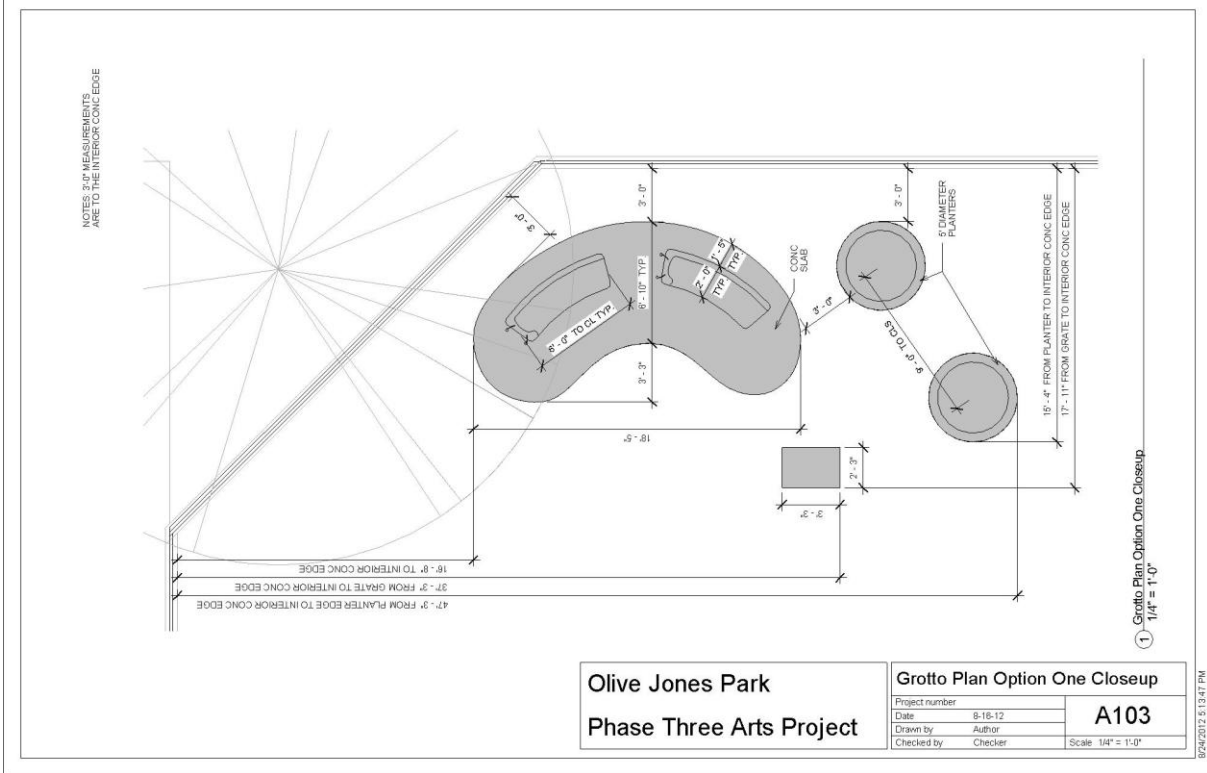 NOTES: 3'-0" MEASUREMENTS
ARE TO THE INTERIOR CONC EDGE
3' - 0"
3' - 0"
3' - 0"
5' DIAMETER
PLANTERS
1' - 5"
TYP.
2' - 0"
TYP.
6' - 10" TYP.
CONC
SLAB
6' - 0" TO CL TYP.
3' - 0"
9' - 0" TO CLS
3' - 3"
18' - 5"
15' - 4" FROM PLANTER TO INTERIOR CONC EDGE
17' - 11" FROM GRATE TO INTERIOR CONC EDGE
2' - 3"
3' - 3"
16' - 8" TO INTERIOR CONC EDGE
37' - 3" FROM GRATE TO INTERIOR CONC EDGE
47' - 3" FROM PLANTER EDGE TO INTERIOR CONC EDGE
1
Grotto Plan Option One Closeup
1/4" = 1'-0"
Olive Jones Park
Phase Three Arts Project
Grotto Plan Option One Closeup
Project number
Date 8-16-12
Drawn by Author
Checked by Checker
A103
Scale 1/4" = 1'-0"
8/24/2012 5:13:47 PM